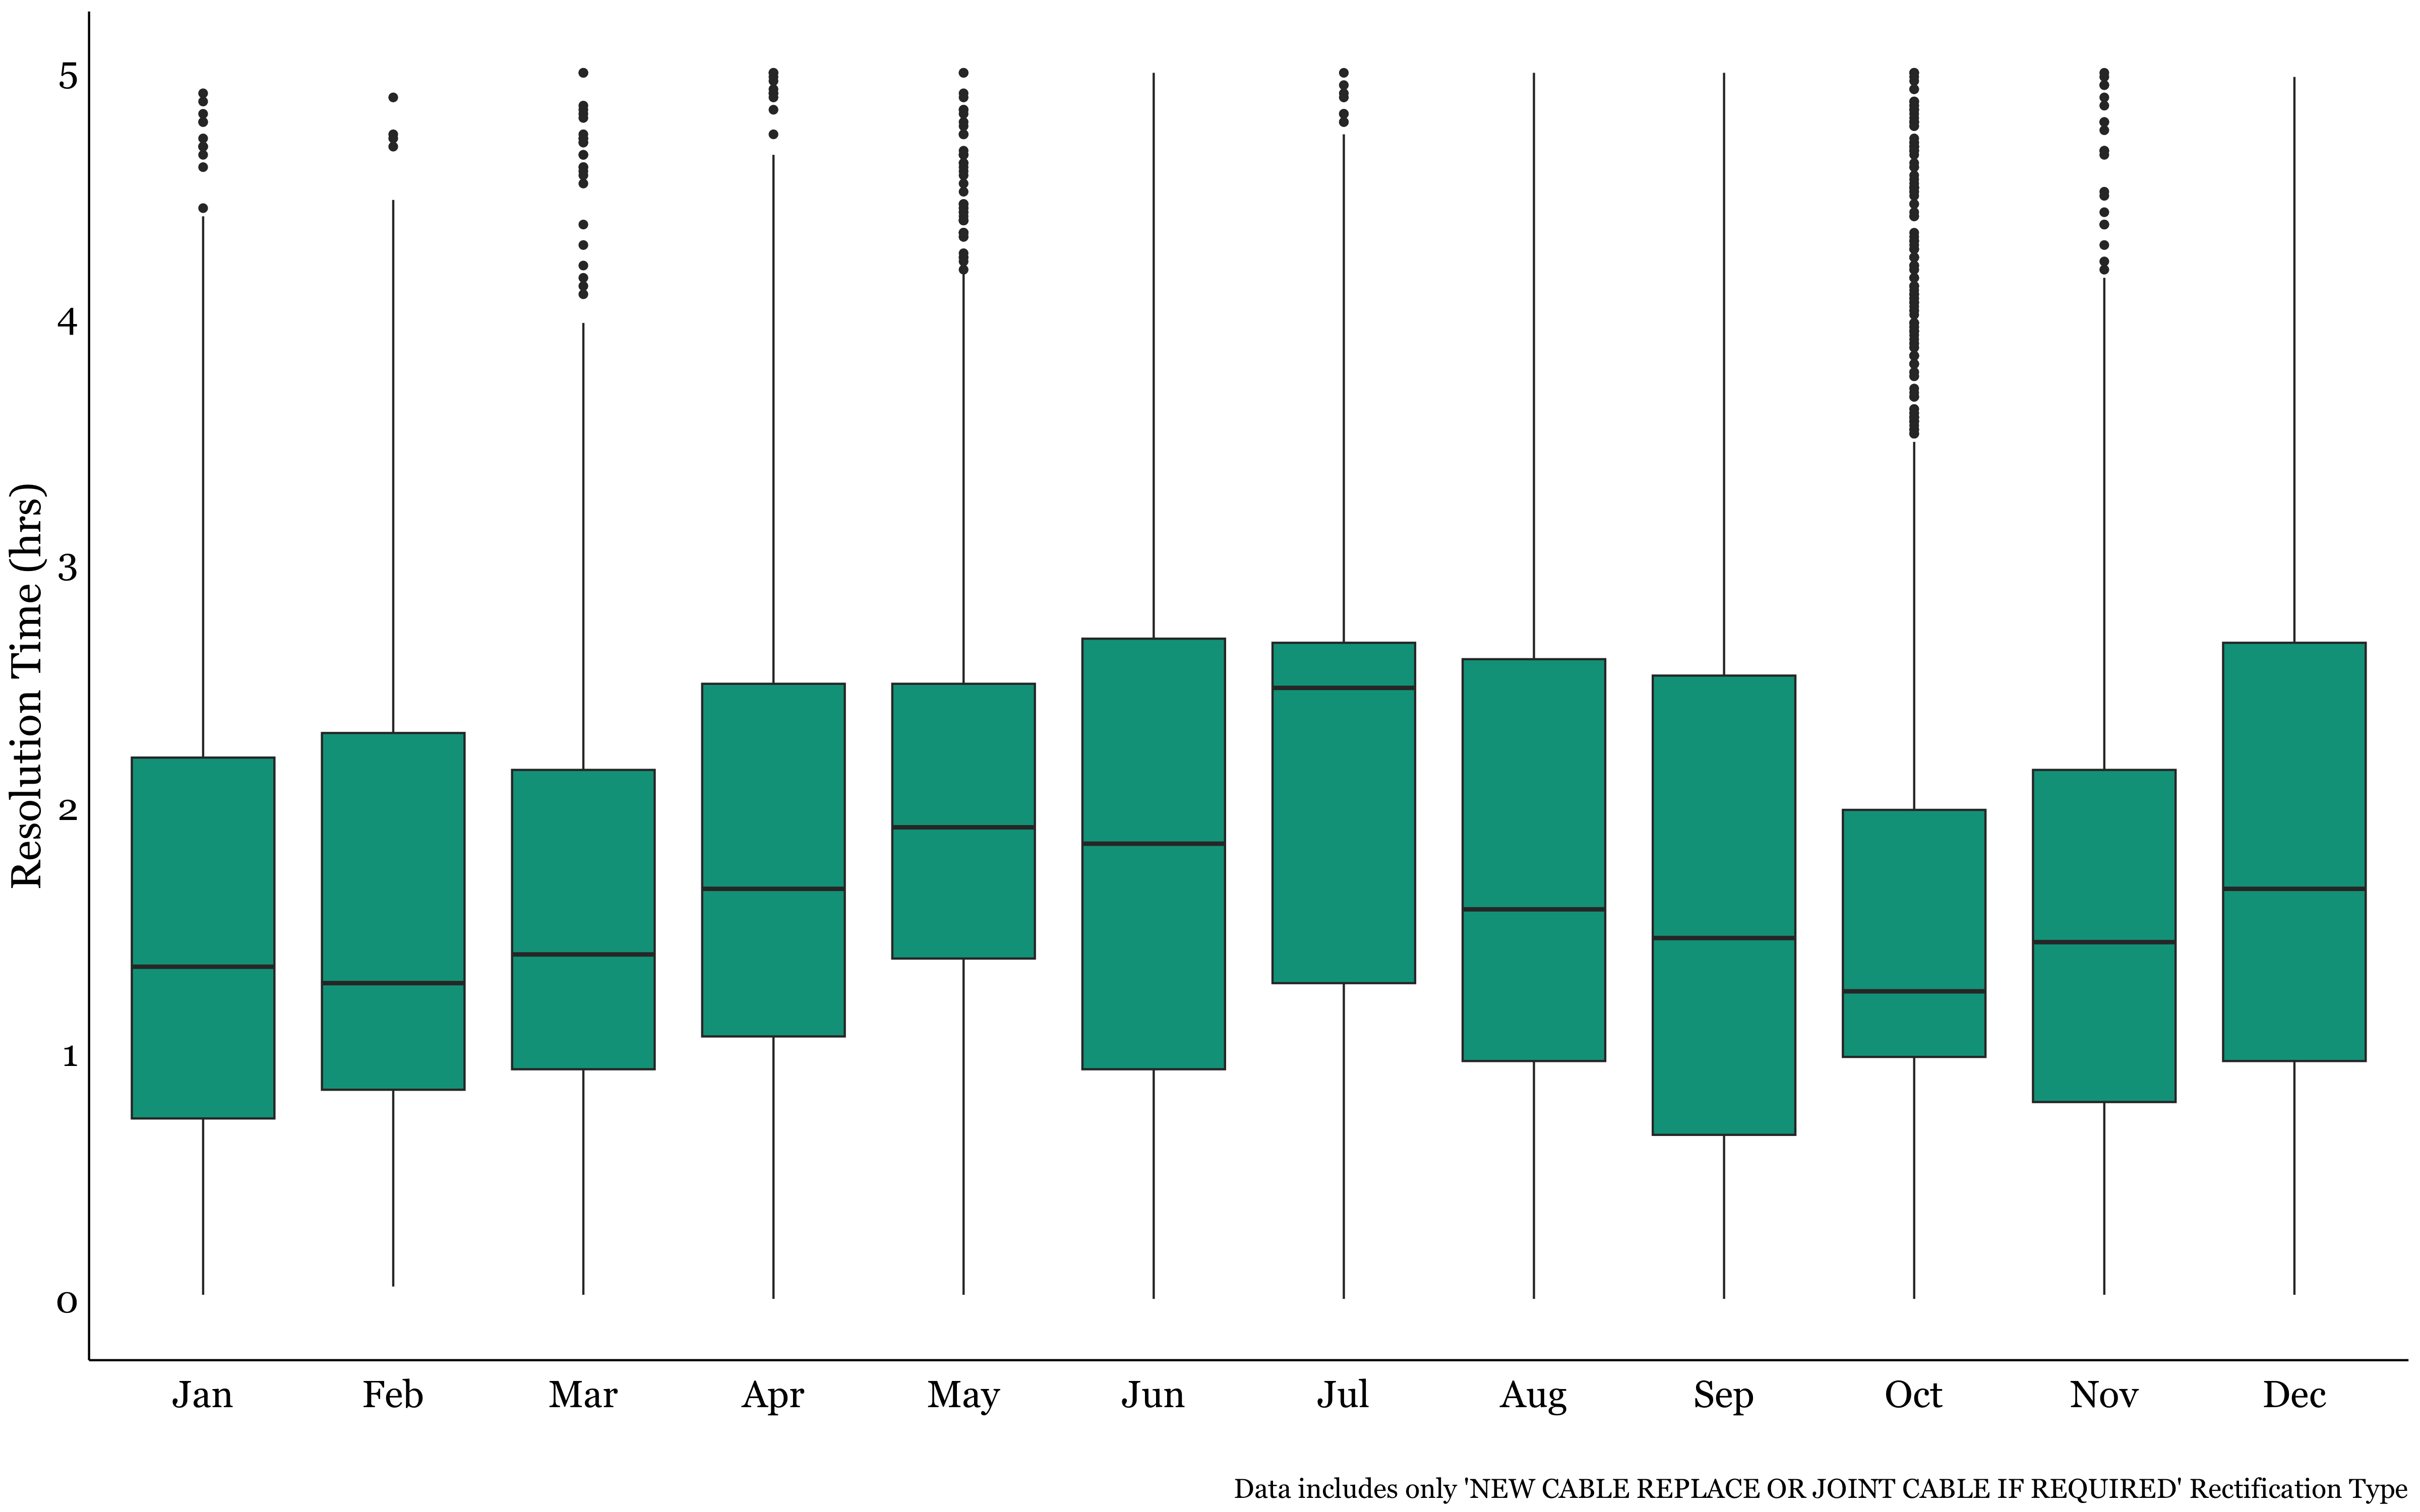 Resolution Time (hrs)
5
4
3
2
1
0
Jan Feb Mar Apr May Jun Jul Aug Sep Oct Nov Dec
Data includes only 'NEW CABLE REPLACE OR JOINT CABLE IF REQUIRED' Rectification Type